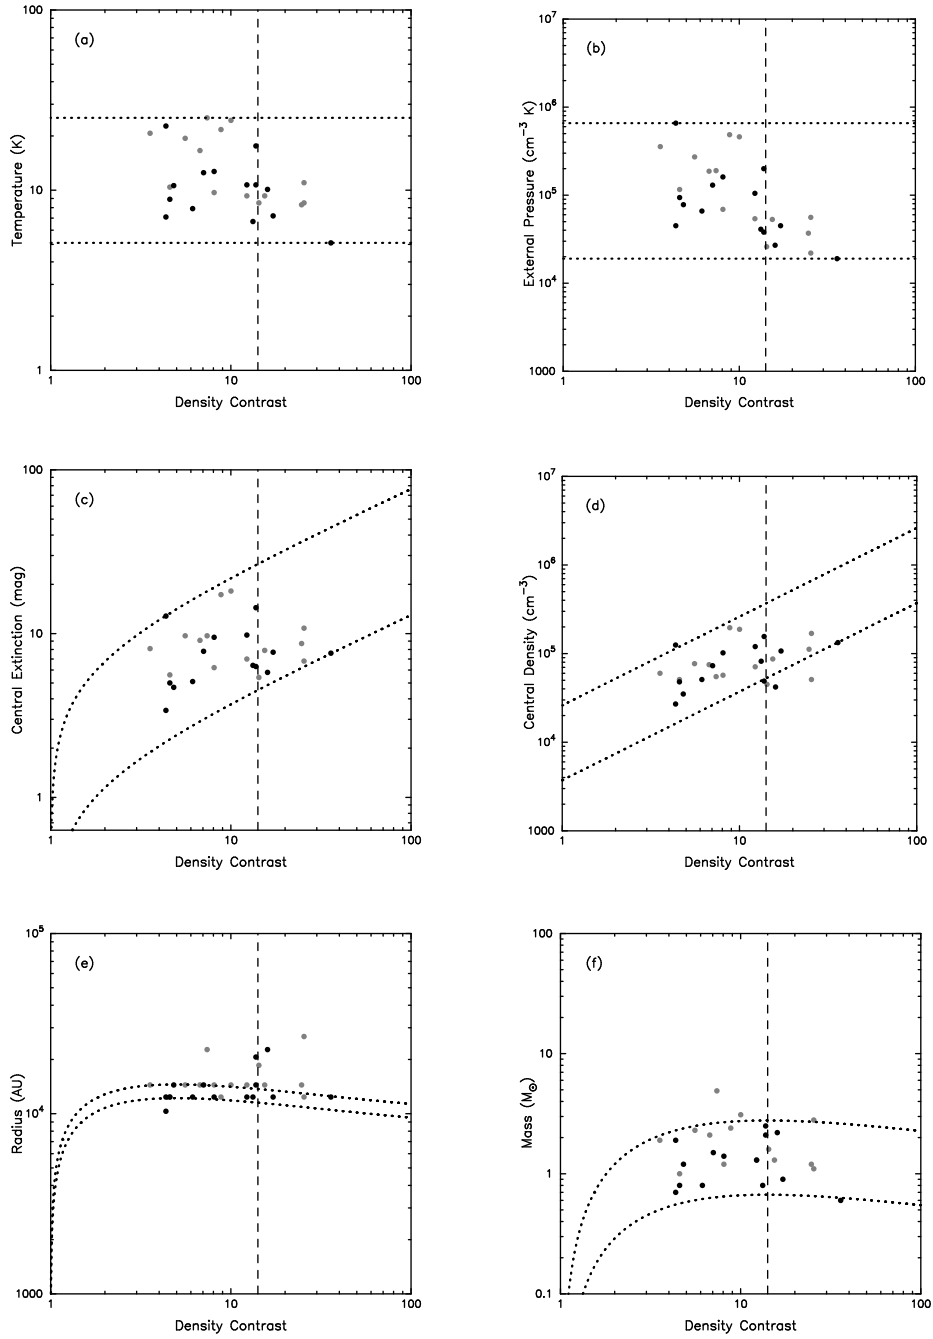 (a)
Temperature (K)
100
10
1
1 10 100
Density Contrast
(b)
External Pressure (cm⁻³ K)
10⁷
10⁶
10⁵
10⁴
1000
1 10 100
Density Contrast
(c)
Central Extinction (mag)
100
10
1
1 10 100
Density Contrast
(d)
Central Density (cm⁻³)
10⁷
10⁶
10⁵
10⁴
1000
1 10 100
Density Contrast
(e)
Radius (AU)
10⁵
10⁴
1000
1 10 100
Density Contrast
(f)
Mass (M⊙)
100
10
1
0.1
1 10 100
Density Contrast